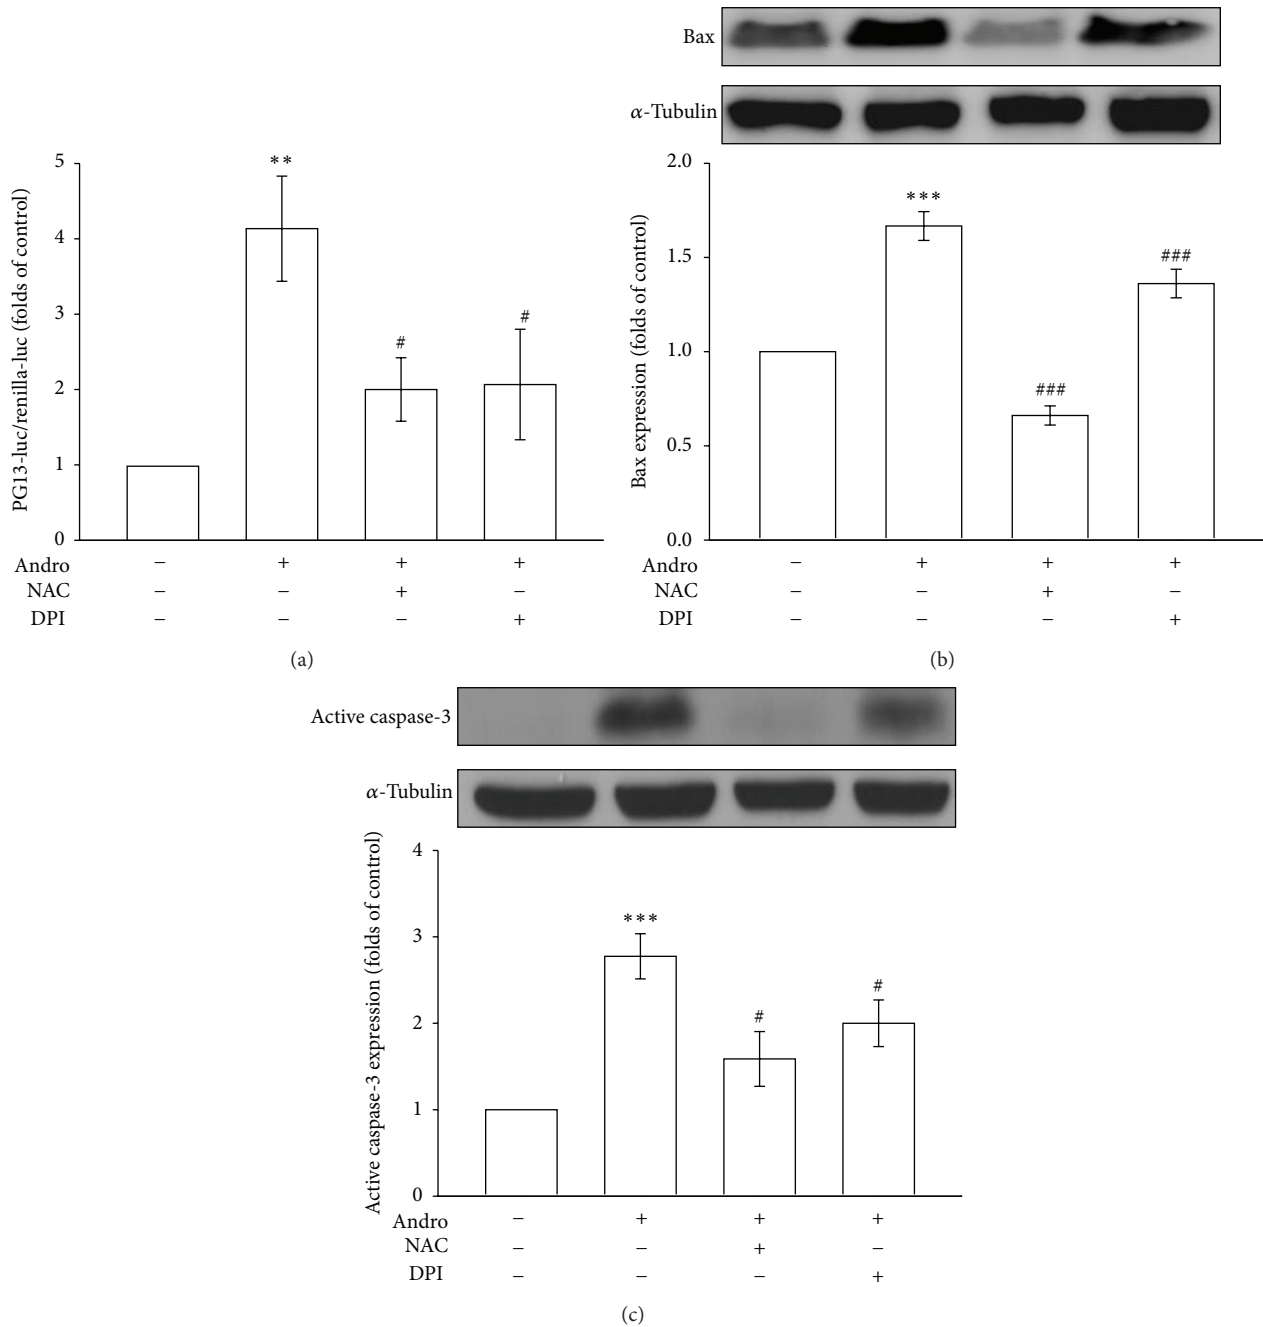 PG13-luc/renilla-luc (folds of control)
5
4
3
2
1
0
**
#
#
Andro − + + +
NAC − − + −
DPI − − − +
(a)
Bax
α-Tubulin
Bax expression (folds of control)
2.0
1.5
1.0
0.5
0.0
***
###
###
Andro − + + +
NAC − − + −
DPI − − − +
(b)
Active caspase-3
α-Tubulin
Active caspase-3 expression (folds of control)
4
3
2
1
0
***
#
#
Andro − + + +
NAC − − + −
DPI − − − +
(c)